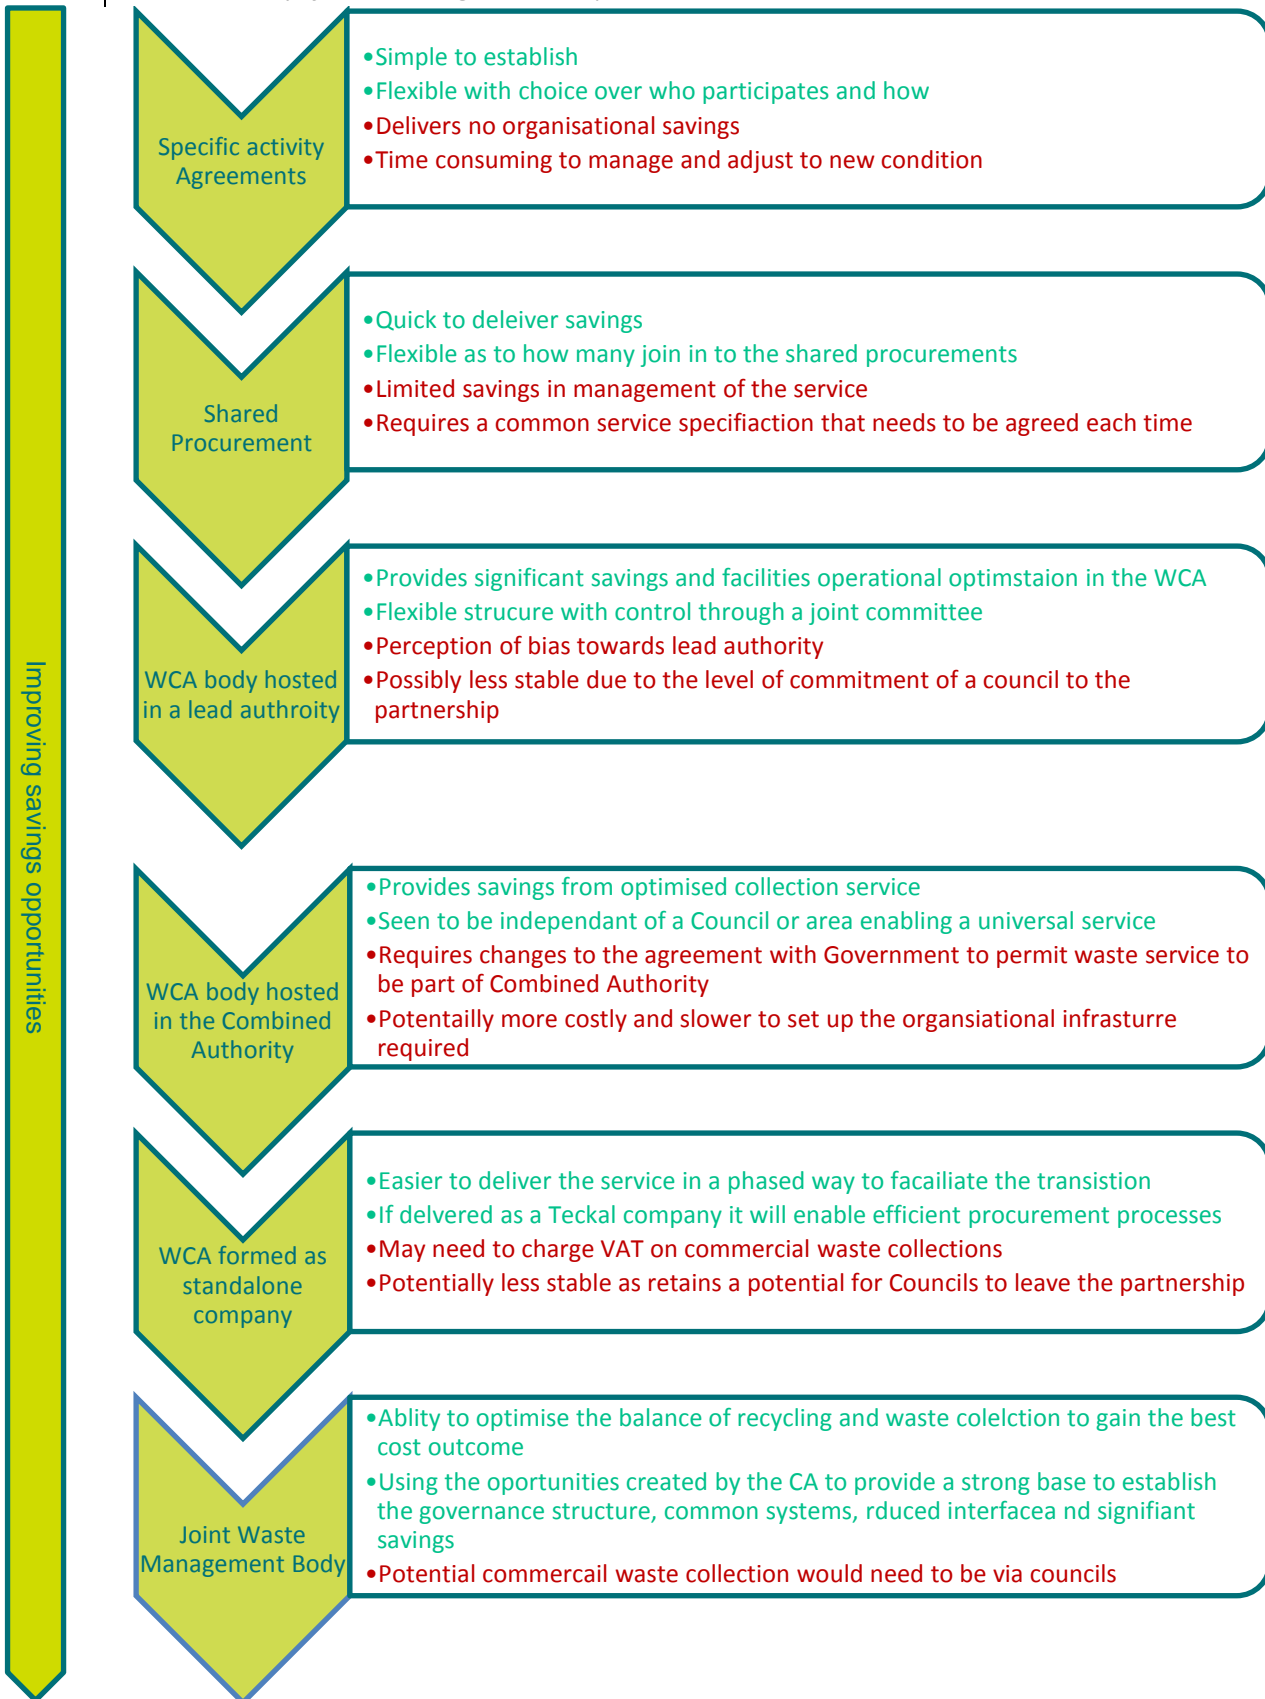 •Simple to establish
•Flexible with choice over who participates and how
•Delivers no organisational savings
•Time consuming to manage and adjust to new condition
Specific activity
Agreements
•Quick to deleiver savings
•Flexible as to how many join in to the shared procurements
•Limited savings in management of the service
•Requires a common service specifiaction that needs to be agreed each time
Shared
Procurement
•Provides significant savings and facilities operational optimstaion in the WCA
•Flexible strucure with control through a joint committee
•Perception of bias towards lead authority
•Possibly less stable due to the level of commitment of a council to the
partnership
WCA body hosted
in a lead authroity
Improving savings opportunities
•Provides savings from optimised collection service
•Seen to be independant of a Council or area enabling a universal service
•Requires changes to the agreement with Government to permit waste service to
be part of Combined Authority
•Potentailly more costly and slower to set up the organsiational infrasturre
required
WCA body hosted
in the Combined
Authority
•Easier to deliver the service in a phased way to facailiate the transistion
•If delvered as a Teckal company it will enable efficient procurement processes
•May need to charge VAT on commercial waste collections
•Potentially less stable as retains a potential for Councils to leave the partnership
WCA formed as
standalone
company
•Ablity to optimise the balance of recycling and waste colelction to gain the best
cost outcome
•Using the oportunities created by the CA to provide a strong base to establish
the governance structure, common systems, rduced interfacea nd signifiant
savings
•Potential commercail waste collection would need to be via councils
Joint Waste
Management Body